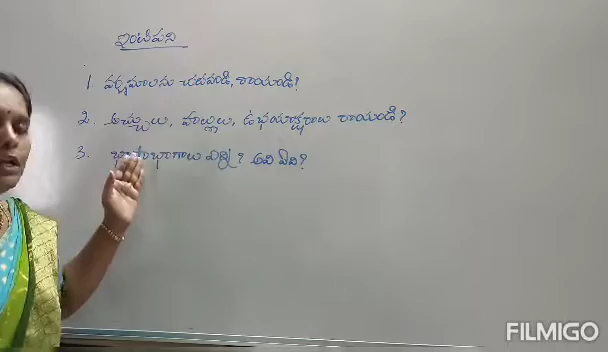 ఇంటిపని
1. వర్ణమాలను చదవండి, రాయండి?
2. అచ్చులు, హల్లులు, ఉభయాక్షరాలు రాయండి?
3. భాషాభాగాలు ఎన్ని? అవి ఏవి?
FILMIGO